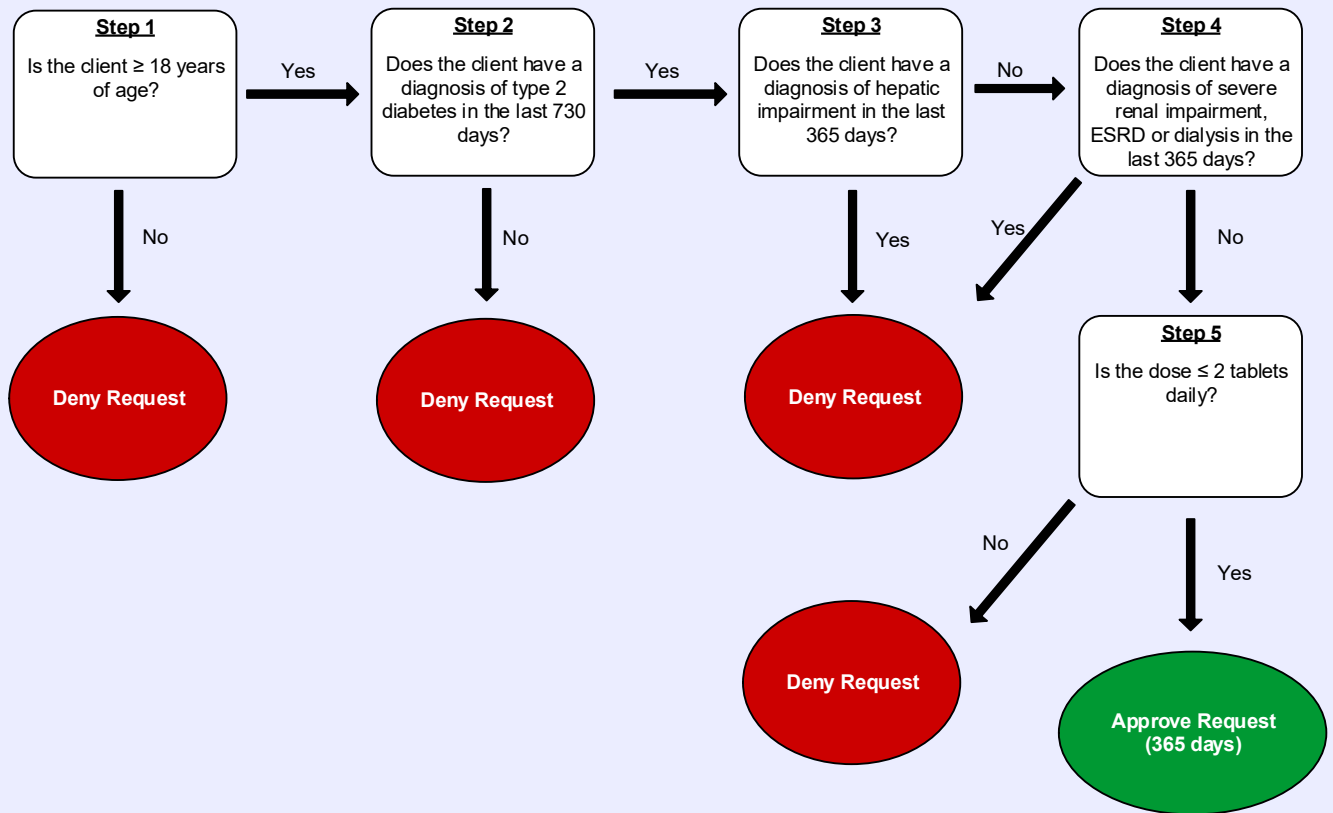 Step 1
Is the client ≥ 18 years
of age?
Yes
Step 2
Does the client have a
diagnosis of type 2
diabetes in the last 730
days?
Yes
Step 3
Does the client have a
diagnosis of hepatic
impairment in the last
365 days?
No
Step 4
Does the client have a
diagnosis of severe
renal impairment,
ESRD or dialysis in the
last 365 days?
No
No
Yes
Yes
No
Deny Request
Deny Request
Deny Request
Step 5
Is the dose ≤ 2 tablets
daily?
No
Yes
Deny Request
Approve Request
(365 days)